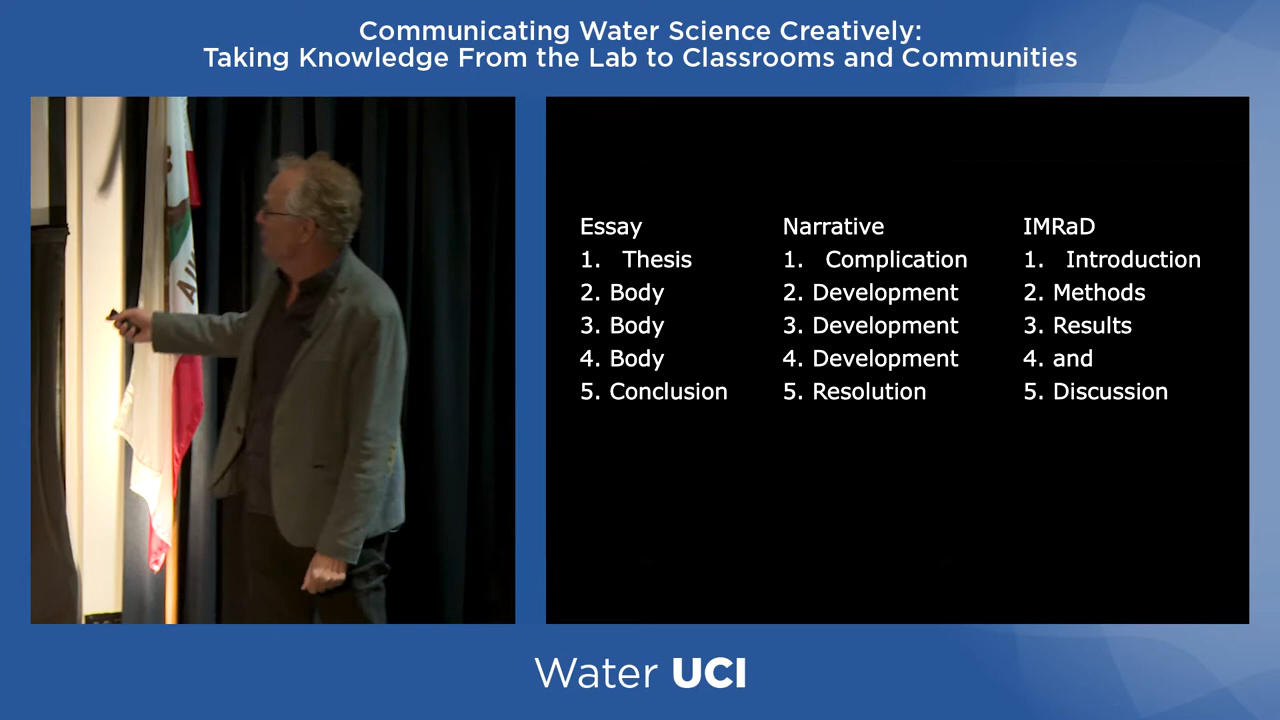 Communicating Water Science Creatively:
Taking Knowledge From the Lab to Classrooms and Communities
Essay
1. Thesis
2. Body
3. Body
4. Body
5. Conclusion
Narrative
1. Complication
2. Development
3. Development
4. Development
5. Resolution
IMRaD
1. Introduction
2. Methods
3. Results
4. and
5. Discussion
Water UCI